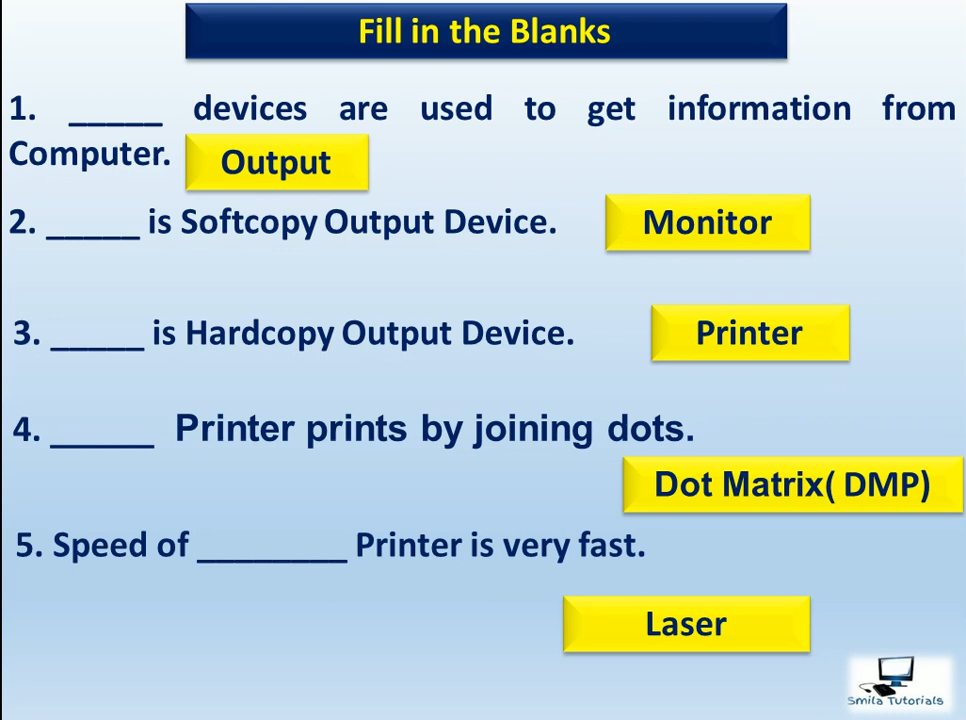 Fill in the Blanks
1. _____ devices are used to get information from
Computer.
Output
2. _____ is Softcopy Output Device.
Monitor
3. _____ is Hardcopy Output Device.
Printer
4. _____ Printer prints by joining dots.
Dot Matrix( DMP)
5. Speed of ________ Printer is very fast.
Laser
Smila Tutorials